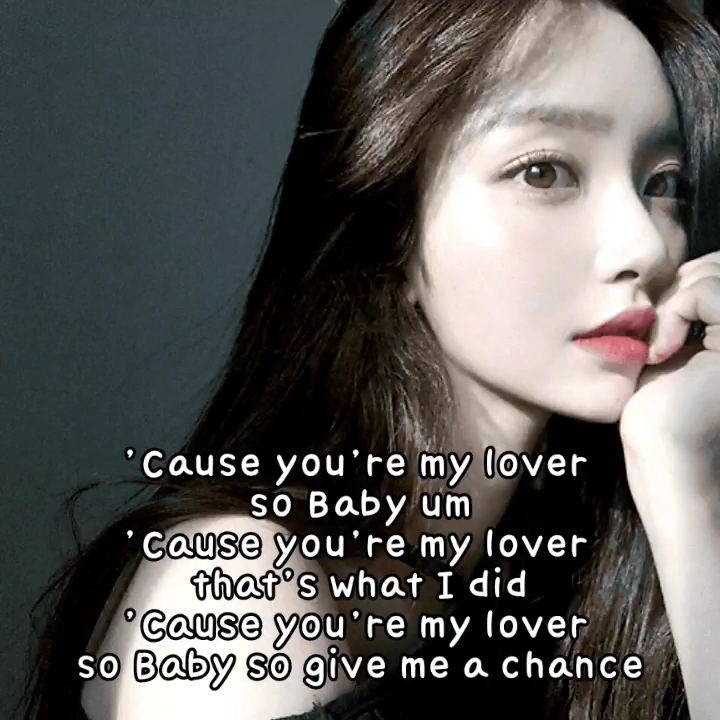 'Cause you're my lover
so Baby um
'Cause you're my lover
that's what I did
'Cause you're my lover
so Baby so give me a chance